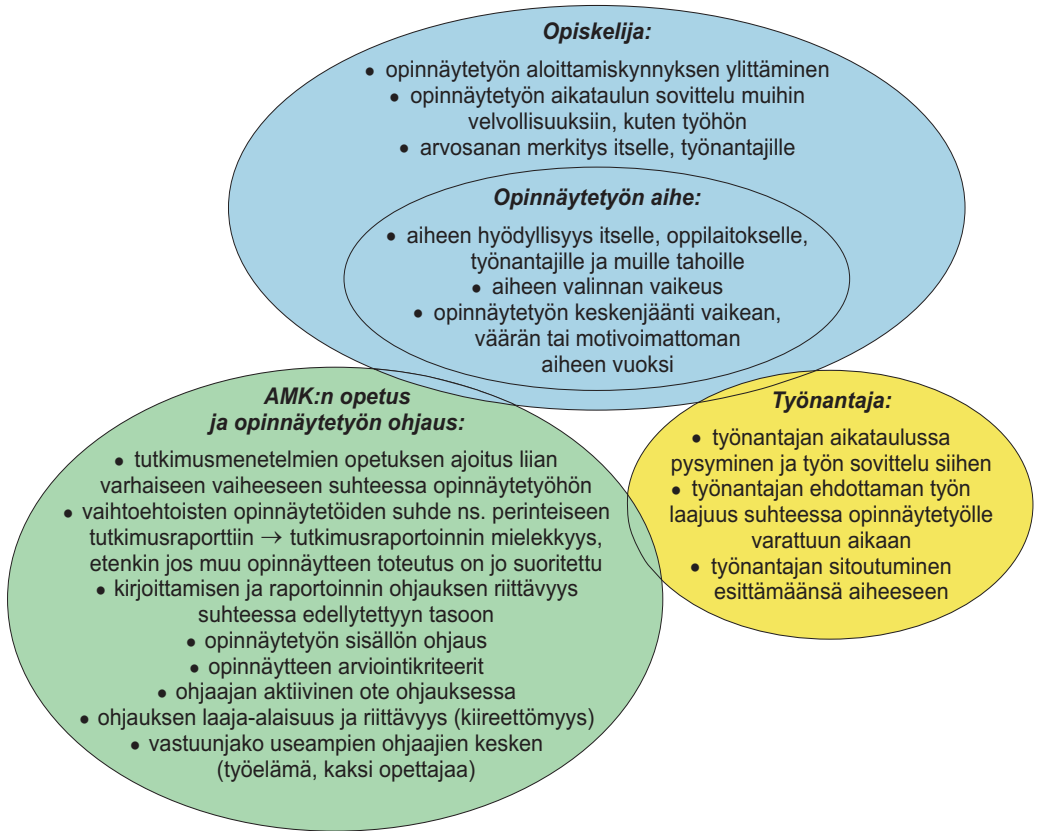 Opiskelija:
• opinnäytetyön aloittamiskynnyksen ylittäminen
• opinnäytetyön aikataulun sovittelu muihin
velvollisuuksiin, kuten työhön
• arvosanan merkitys itselle, työnantajille
Opinnäytetyön aihe:
• aiheen hyödyllisyys itselle, oppilaitokselle,
työnantajille ja muille tahoille
• aiheen valinnan vaikeus
• opinnäytetyön keskenjäänti vaikean,
väärän tai motivoimattoman
aiheen vuoksi
AMK:n opetus
ja opinnäytetyön ohjaus:
• tutkimusmenetelmien opetuksen ajoitus liian
varhaiseen vaiheeseen suhteessa opinnäytetyöhön
• vaihtoehtoisten opinnäytetöiden suhde ns. perinteiseen
tutkimusraporttiin → tutkimusraportoinnin mielekkyys,
etenkin jos muu opinnäytteen toteutus on jo suoritettu
• kirjoittamisen ja raportoinnin ohjauksen riittävyys
suhteessa edellytettyyn tasoon
• opinnäytetyön sisällön ohjaus
• opinnäytteen arviointikriteerit
• ohjaajan aktiivinen ote ohjauksessa
• ohjauksen laaja-alaisuus ja riittävyys (kiireettömyys)
• vastuunjako useampien ohjaajien kesken
(työelämä, kaksi opettajaa)
Työnantaja:
• työnantajan aikataulussa
pysyminen ja työn sovittelu siihen
• työnantajan ehdottaman työn
laajuus suhteessa opinnäytetyölle
varattuun aikaan
• työnantajan sitoutuminen
esittämäänsä aiheeseen